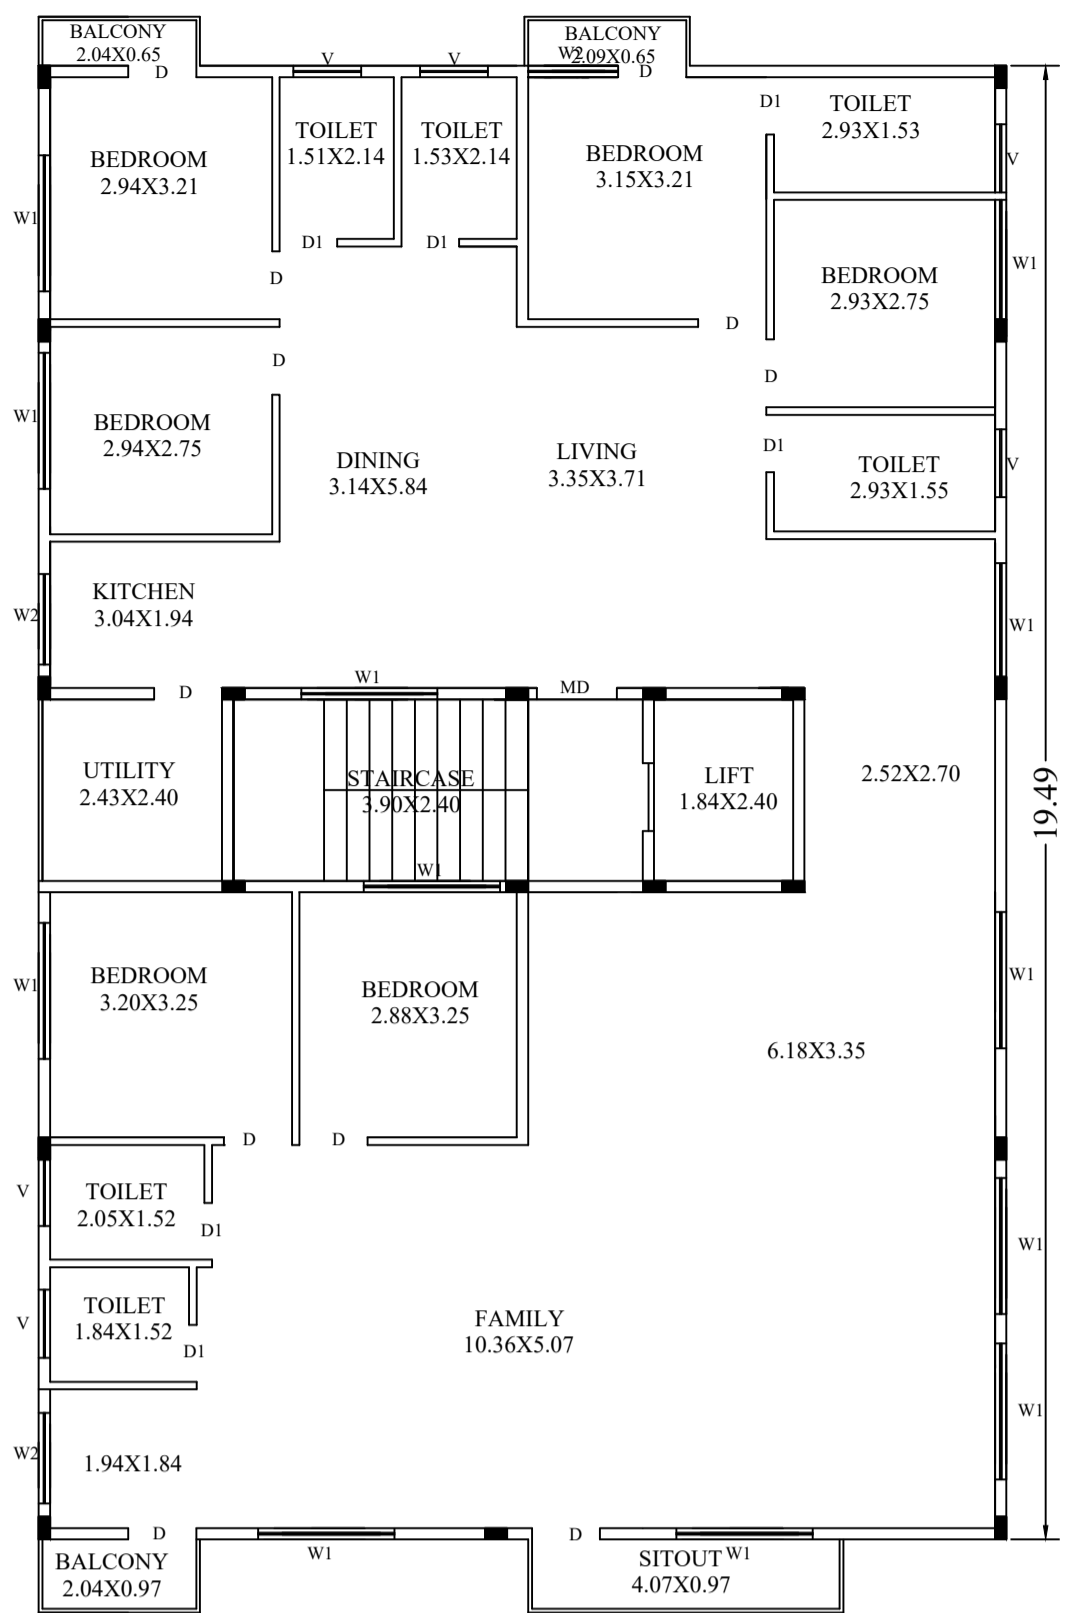 BALCONY
2.04X0.65
D
V
V
BALCONY
2.09X0.65
W2
D
TOILET
1.51X2.14
TOILET
1.53X2.14
D1
TOILET
2.93X1.53
BEDROOM
2.94X3.21
BEDROOM
3.15X3.21
V
W1
D1
D1
W1
D
BEDROOM
2.93X2.75
D
D
D
W1
BEDROOM
2.94X2.75
DINING
3.14X5.84
LIVING
3.35X3.71
D1
TOILET
2.93X1.55
V
KITCHEN
3.04X1.94
W2
W1
D
W1
MD
UTILITY
2.43X2.40
STAIRCASE
3.90X2.40
LIFT
1.84X2.40
2.52X2.70
19.49
W1
W1
BEDROOM
3.20X3.25
BEDROOM
2.88X3.25
W1
6.18X3.35
D
D
V
TOILET
2.05X1.52
D1
W1
V
TOILET
1.84X1.52
D1
FAMILY
10.36X5.07
W1
W2
1.94X1.84
D
W1
D
W1
BALCONY
2.04X0.97
SITOUT
4.07X0.97